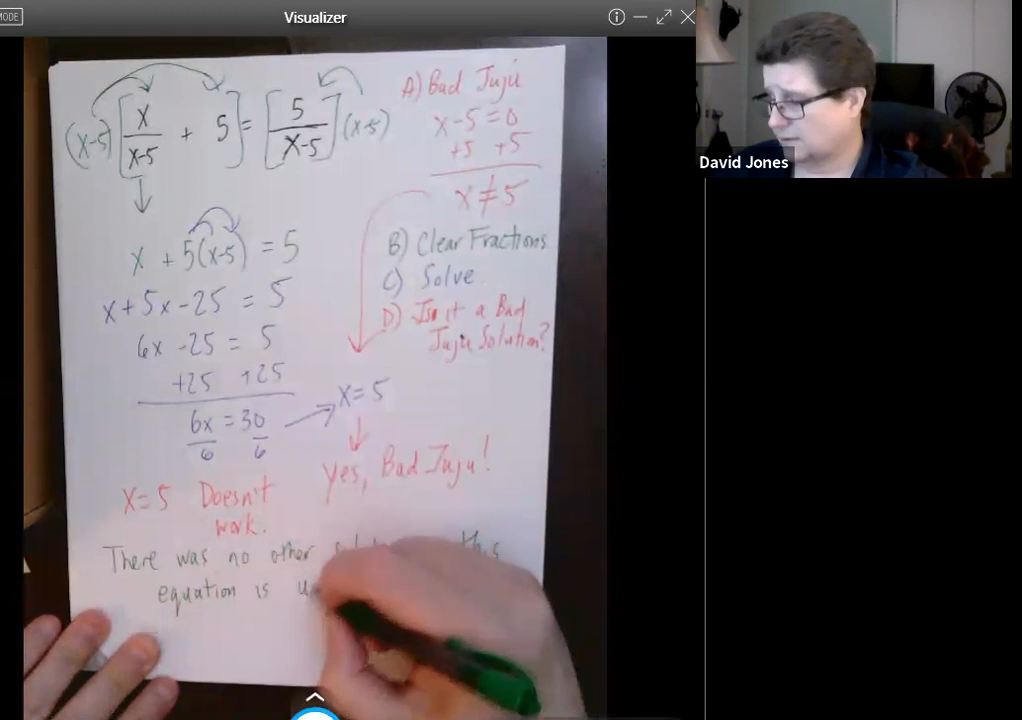 MODE
Visualizer
(x-5) [x/x-5 + 5] = [5/x-5] (x-5)
x + 5(x-5) = 5
x + 5x - 25 = 5
6x - 25 = 5
+25 +25
6x = 30
6 6
x = 5
A) Bad Juju
x-5 = 0
+5 +5
x ≠ 5
B) Clear Fractions
C) Solve
D) Is it a Bad
Juju Solution?
yes, Bad Juju!
x = 5 Doesn't
work.
There was no other this
equation is
David Jones